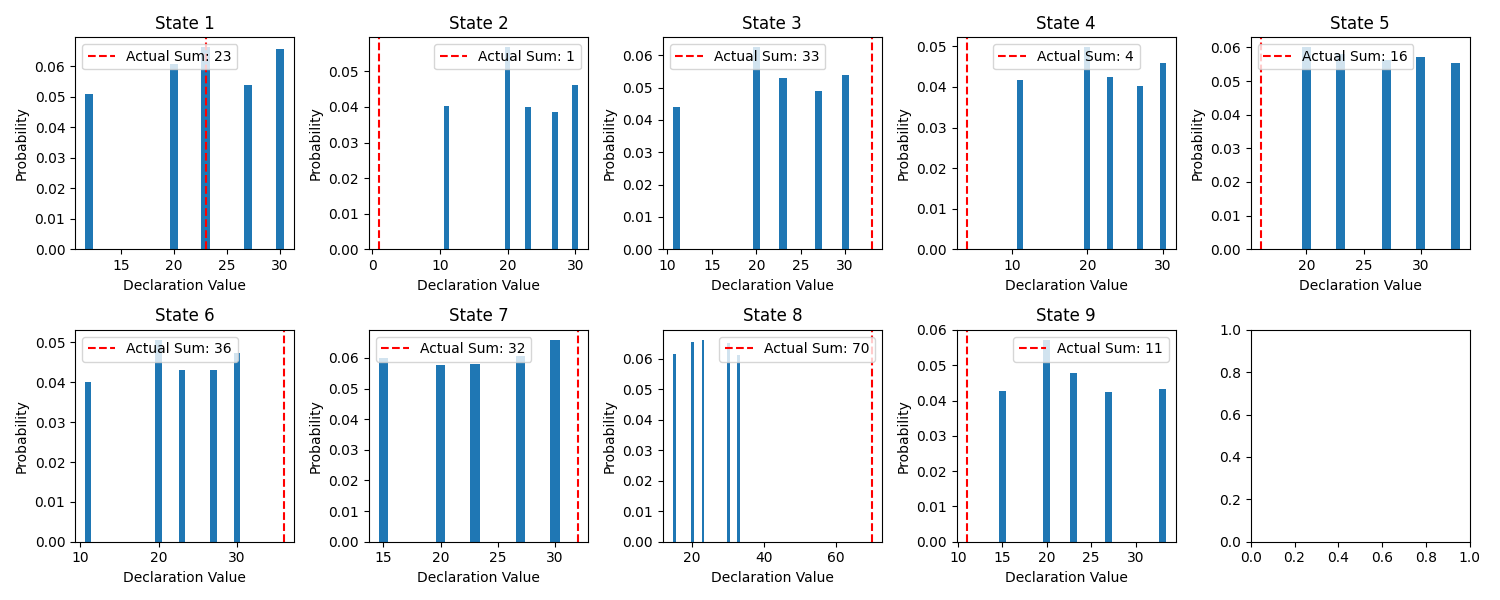 State 1
Actual Sum: 23
0.06
0.05
0.04
0.03
0.02
0.01
0.00
Probability
15 20 25 30
Declaration Value
State 2
Actual Sum: 1
0.05
0.04
0.03
0.02
0.01
0.00
Probability
0 10 20 30
Declaration Value
State 3
Actual Sum: 33
0.06
0.05
0.04
0.03
0.02
0.01
0.00
Probability
10 15 20 25 30
Declaration Value
State 4
Actual Sum: 4
0.05
0.04
0.03
0.02
0.01
0.00
Probability
10 20 30
Declaration Value
State 5
Actual Sum: 16
0.06
0.05
0.04
0.03
0.02
0.01
0.00
Probability
20 25 30
Declaration Value
State 6
Actual Sum: 36
0.05
0.04
0.03
0.02
0.01
0.00
Probability
10 20 30
Declaration Value
State 7
Actual Sum: 32
0.06
0.05
0.04
0.03
0.02
0.01
0.00
Probability
15 20 25 30
Declaration Value
State 8
Actual Sum: 70
0.06
0.05
0.04
0.03
0.02
0.01
0.00
Probability
20 40 60
Declaration Value
State 9
Actual Sum: 11
0.06
0.05
0.04
0.03
0.02
0.01
0.00
Probability
10 15 20 25 30
Declaration Value
1.0
0.8
0.6
0.4
0.2
0.0
0.0 0.2 0.4 0.6 0.8 1.0